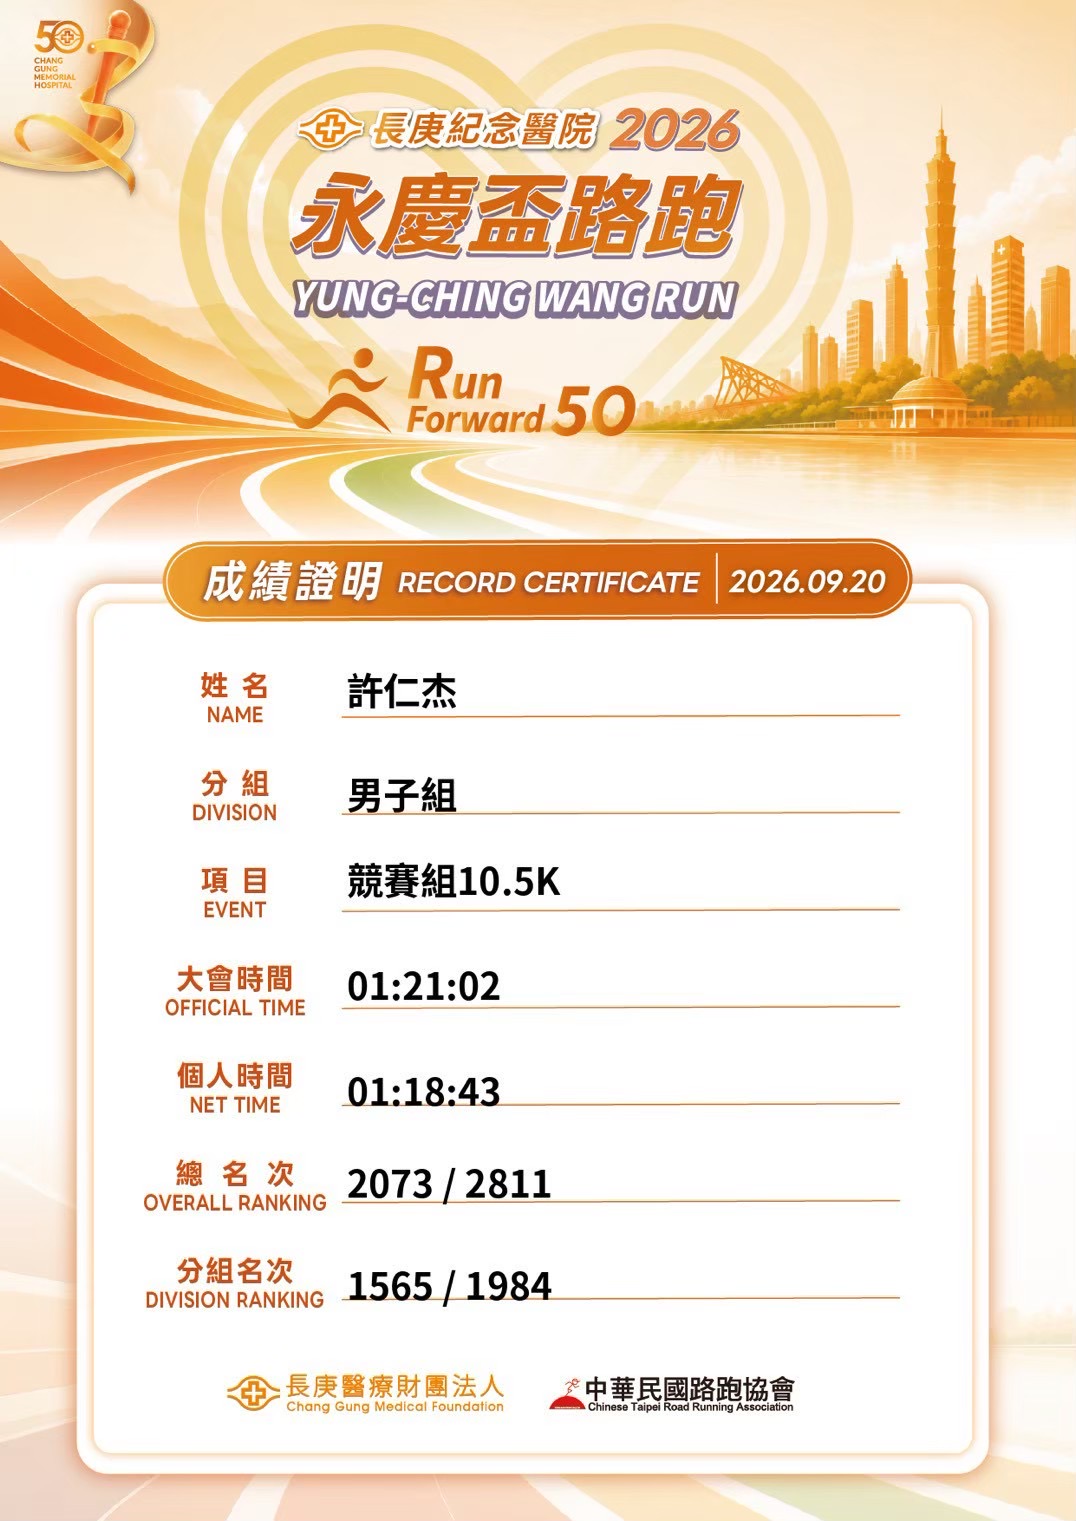 50
CHANG
GUNG
MEMORIAL
HOSPITAL
長庚紀念醫院 2026
永慶盃路跑
YUNG-CHING WANG RUN
Run
Forward 50
成績證明 RECORD CERTIFICATE 2026.09.20
姓名 許仁杰
NAME
分組 男子組
DIVISION
項目 競賽組10.5K
EVENT
大會時間 01:21:02
OFFICIAL TIME
個人時間 01:18:43
NET TIME
總名次 2073 / 2811
OVERALL RANKING
分組名次 1565 / 1984
DIVISION RANKING
長庚醫療財團法人
Chang Gung Medical Foundation
中華民國路跑協會
Chinese Taipei Road Running Association